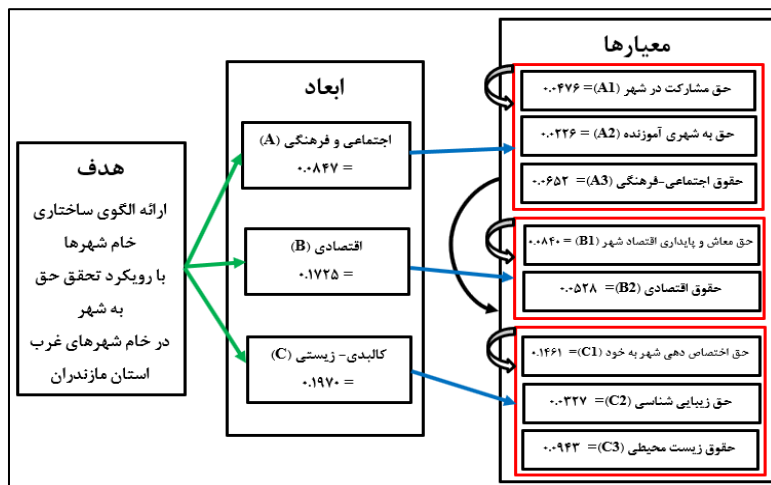 هدف
ارائه الگوی ساختاری
خام شهرها
با رویکرد تحقق حق
به شهر
در خام شهرهای غرب
استان مازندران
ابعاد
اجتماعی و فرهنگی (A)
= ۰.۰۸۴۷
اقتصادی (B)
= ۰.۱۷۲۵
کالبدی- زیستی (C)
= ۰.۱۹۷۰
معیارها
حق مشارکت در شهر (A1)= ۰.۰۴۷۶
حق به شهری آموزنده (A2)= ۰.۰۲۲۶
حقوق اجتماعی-فرهنگی (A3)= ۰.۰۶۵۲
حق معاش و پایداری اقتصاد شهر (B1) = ۰.۰۸۴۰
حقوق اقتصادی (B2)= ۰.۰۵۲۸
حق اختصاص دهی شهر به خود (C1)= ۰.۱۴۶۱
حق زیبایی شناسی (C2)= ۰.۰۳۲۷
حقوق زیست محیطی (C3)= ۰.۰۹۴۳